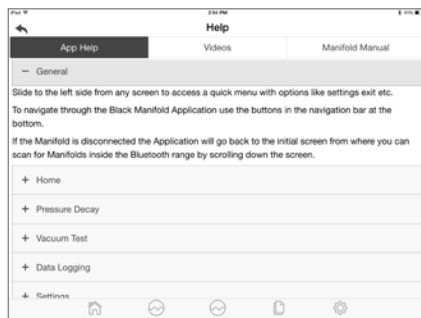 iPad
2:54 PM
41%
Help
App Help
Videos
Manifold Manual
− General
Slide to the left side from any screen to access a quick menu with options like settings exit etc.
To navigate through the Black Manifold Application use the buttons in the navigation bar at the
bottom.
If the Manifold is disconnected the Application will go back to the initial screen from where you can
scan for Manifolds inside the Bluetooth range by scrolling down the screen.
+ Home
+ Pressure Decay
+ Vacuum Test
+ Data Logging
+ Settings